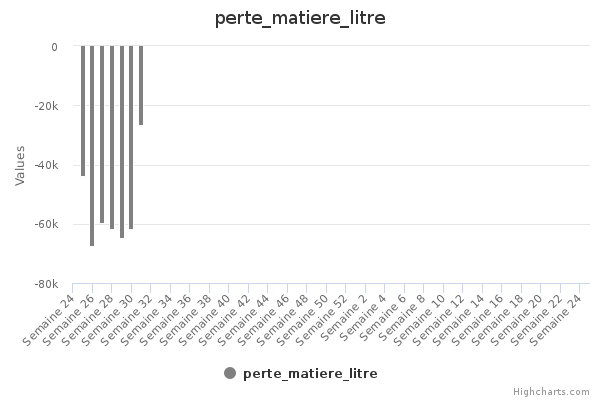 perte_matiere_litre
Values
0
-20k
-40k
-60k
-80k
Semaine 24
Semaine 26
Semaine 28
Semaine 30
Semaine 32
Semaine 34
Semaine 36
Semaine 38
Semaine 40
Semaine 42
Semaine 44
Semaine 46
Semaine 48
Semaine 50
Semaine 52
Semaine 2
Semaine 4
Semaine 6
Semaine 8
Semaine 10
Semaine 12
Semaine 14
Semaine 16
Semaine 18
Semaine 20
Semaine 22
Semaine 24
perte_matiere_litre
Highcharts.com